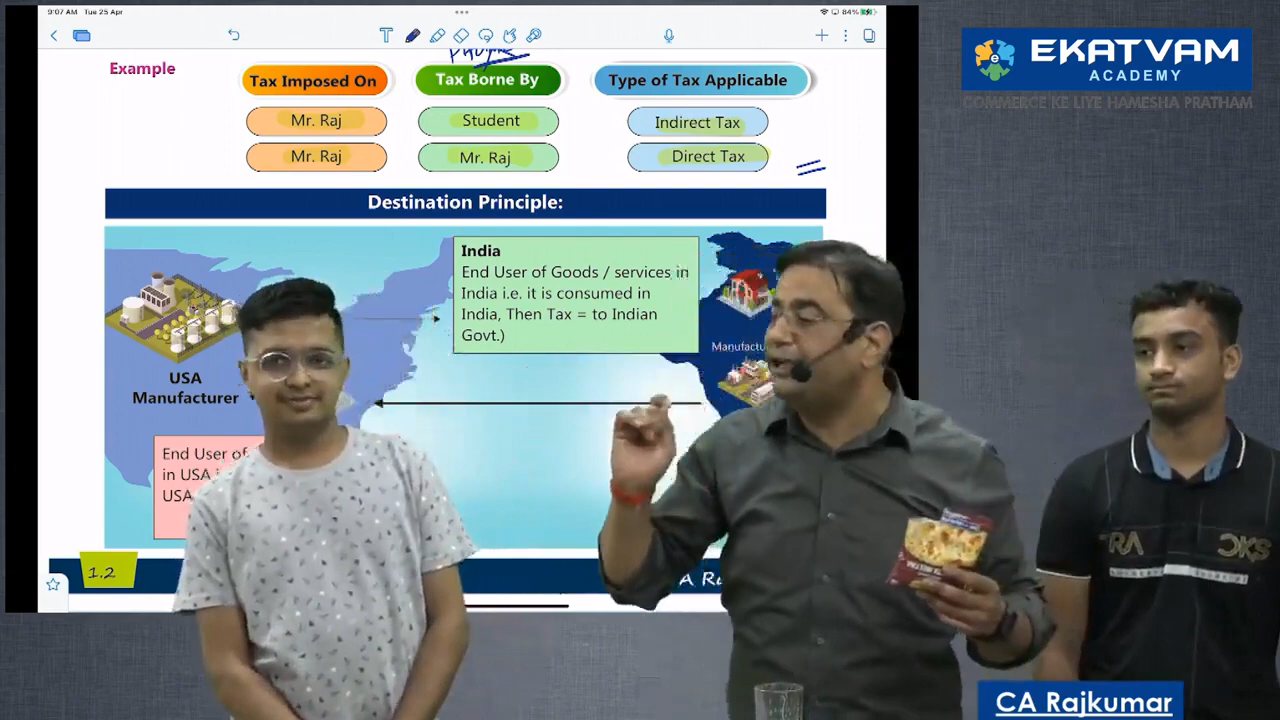 9:07 AM Tue 25 Apr
84%
EKATVAM
ACADEMY
COMMERCE KE LIYE HAMESHA PRATHAM
Example
Tax Imposed On
Tax Borne By
Type of Tax Applicable
Mr. Raj
Student
Indirect Tax
Mr. Raj
Mr. Raj
Direct Tax
Destination Principle:
India
End User of Goods / services in
India i.e. it is consumed in
India, Then Tax = to Indian
Govt.)
USA
Manufacturer
End User of
in USA
USA
1.2
CA Rajkumar